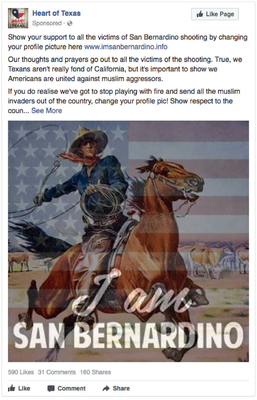 Heart of Texas
Like Page
Sponsored ·
Show your support to all the victims of San Bernardino shooting by changing
your profile picture here www.imsanbernardino.info
Our thoughts and prayers go out to all the victims of the shooting. True, we
Texans aren't really fond of California, but it's important to show we
Americans are united against muslim aggressors.
If you do realise we've got to stop playing with fire and send all the muslim
invaders out of the country, change your profile pic! Show respect to the
coun... See More
I am
SAN BERNARDINO
590 Likes 31 Comments 160 Shares
Like Comment Share